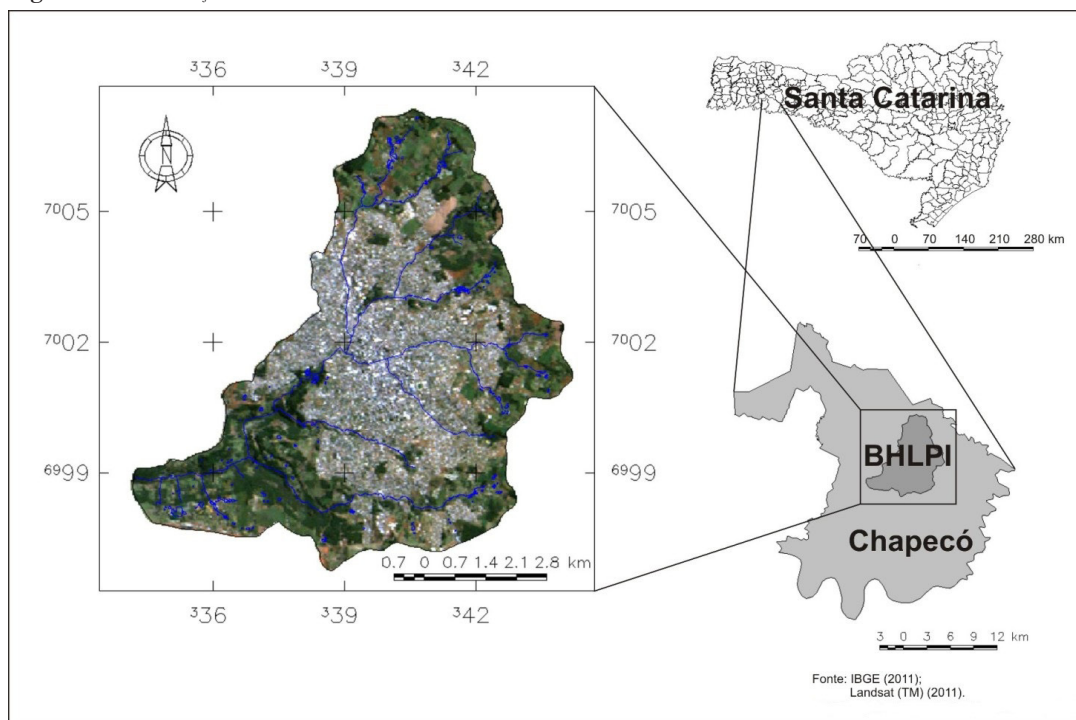 ³36 ³39 ³42
N
⁷⁰05
⁷⁰02
⁶⁹99
0.7 0 0.7 1.4 2.1 2.8 km
³36 ³39 ³42
⁷⁰05
⁷⁰02
⁶⁹99
Santa Catarina
70 0 70 140 210 280 km
BHLPI
Chapecó
3 0 3 6 9 12 km
Fonte: IBGE (2011);
Landsat (TM) (2011).